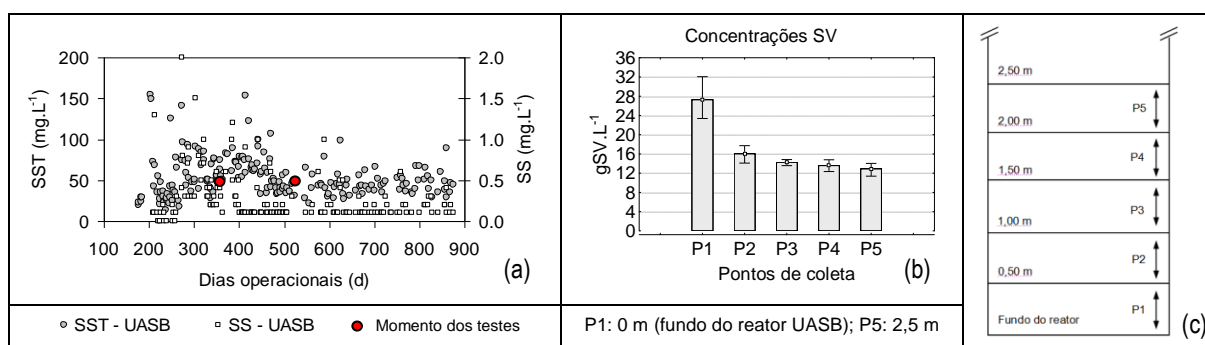 200
150
100
50
0
SST (mg.L-1)
2.0
1.5
1.0
0.5
0.0
SS (mg.L-1)
100 200 300 400 500 600 700 800 900
Dias operacionais (d)
(a)
SST - UASB SS - UASB Momento dos testes
Concentrações SV
36
32
28
24
20
16
12
8
4
0
gSV.L-1
P1 P2 P3 P4 P5
Pontos de coleta
(b)
P1: 0 m (fundo do reator UASB); P5: 2,5 m
2,50 m
P5
2,00 m
P4
1,50 m
P3
1,00 m
P2
0,50 m
P1
Fundo do reator
(c)